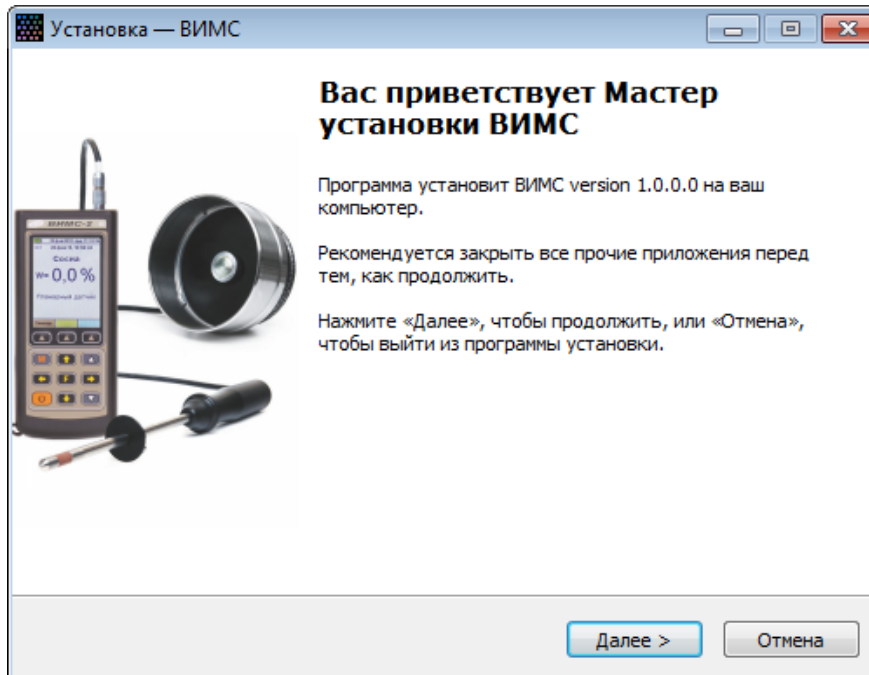 Установка — ВИМС
Вас приветствует Мастер
установки ВИМС
Программа установит ВИМС version 1.0.0.0 на ваш
компьютер.
Рекомендуется закрыть все прочие приложения перед
тем, как продолжить.
Нажмите «Далее», чтобы продолжить, или «Отмена»,
чтобы выйти из программы установки.
ВИМС-2
Сосна
W= 0,0 %
Планарный датчик
F
Далее >
Отмена